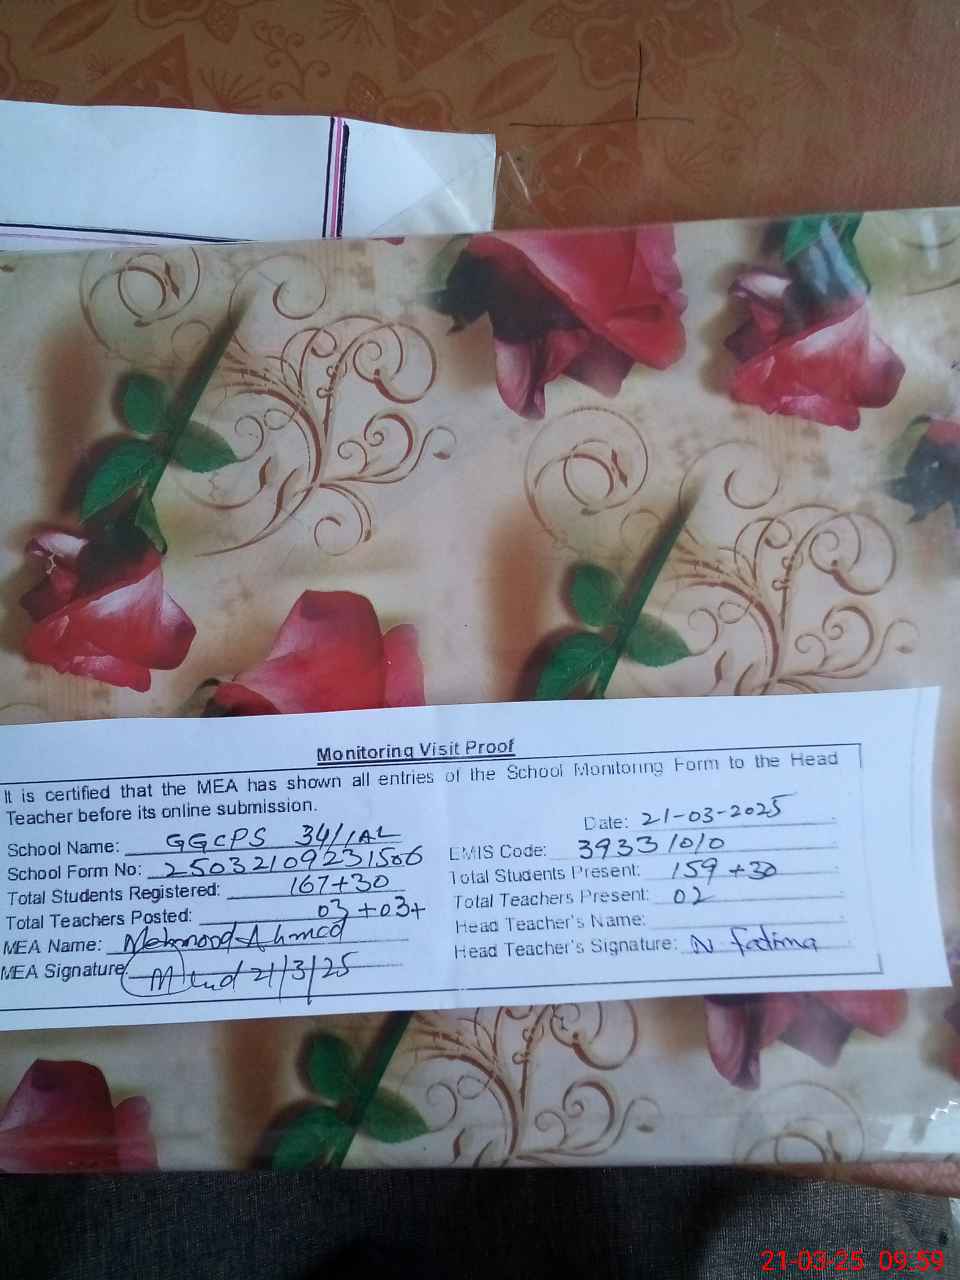 Monitoring Visit Proof
It is certified that the MEA has shown all entries of the School Monitoring Form to the Head
Teacher before its online submission.
Date: 21-03-2025
School Name: GGCPS 34/1AL
EMIS Code: 39331010
School Form No: 25032109231506
Total Students Present: 159+30
Total Students Registered: 167+30
Total Teachers Present: 02
Total Teachers Posted: 03+03+
Head Teacher's Name:
MEA Name: Mehmood Ahmed
Head Teacher's Signature: N Fatima
MEA Signature: 21/3/25
21-03-25 09:59